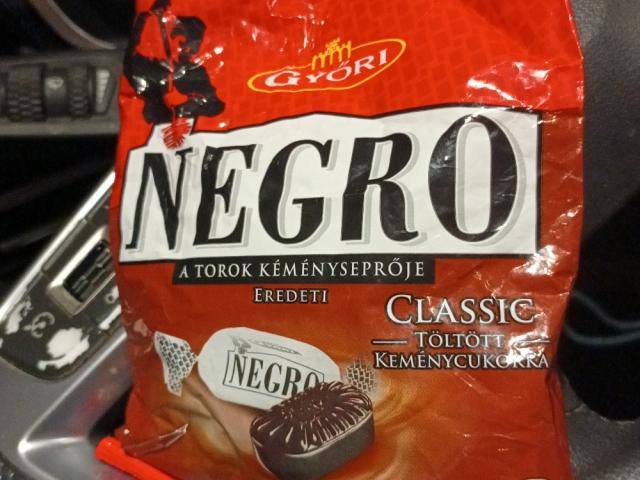 GYŐRI
NEGRO
A TOROK KÉMÉNYSEPRŐJE
EREDETI
CLASSIC
TÖLTÖTT
KEMÉNYCUKORKA
NEGRO